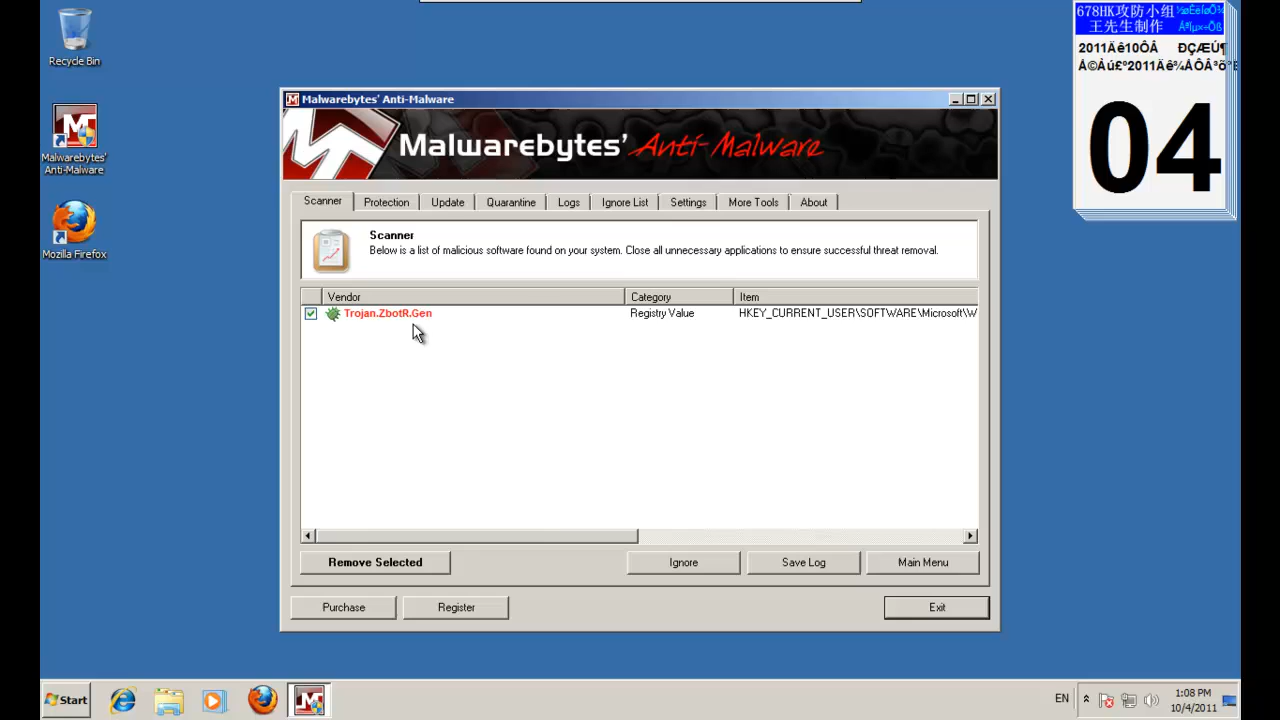 Recycle Bin
Malwarebytes'
Anti-Malware
Mozilla Firefox
678HK攻防小组
王先生制作
2011Äê10ÔÂ ÐÇÆÚ¶
04
Malwarebytes' Anti-Malware
Malwarebytes' Anti-Malware
Scanner Protection Update Quarantine Logs Ignore List Settings More Tools About
Scanner
Below is a list of malicious software found on your system. Close all unnecessary applications to ensure successful threat removal.
Vendor Category Item
Trojan.ZbotR.Gen Registry Value HKEY_CURRENT_USER\SOFTWARE\Microsoft\W
Remove Selected Ignore Save Log Main Menu
Purchase Register Exit
Start
EN
1:08 PM
10/4/2011